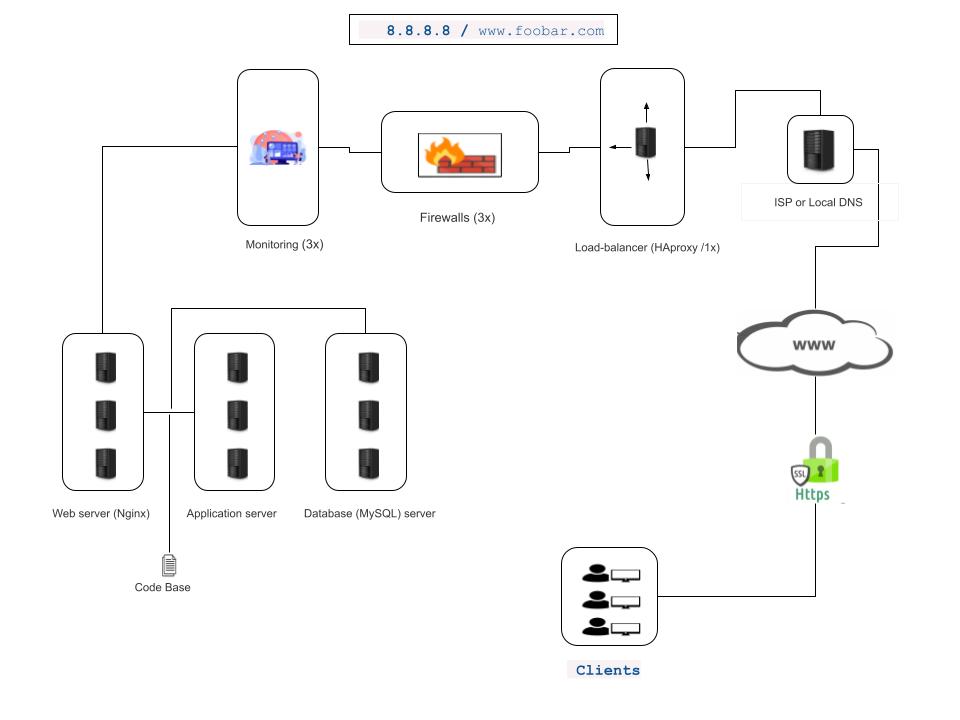 8.8.8.8 / www.foobar.com
ISP or Local DNS
Firewalls (3x)
Monitoring (3x)
Load-balancer (HAproxy /1x)
www
SSL
Https
Web server (Nginx)
Application server
Database (MySQL) server
Code Base
Clients